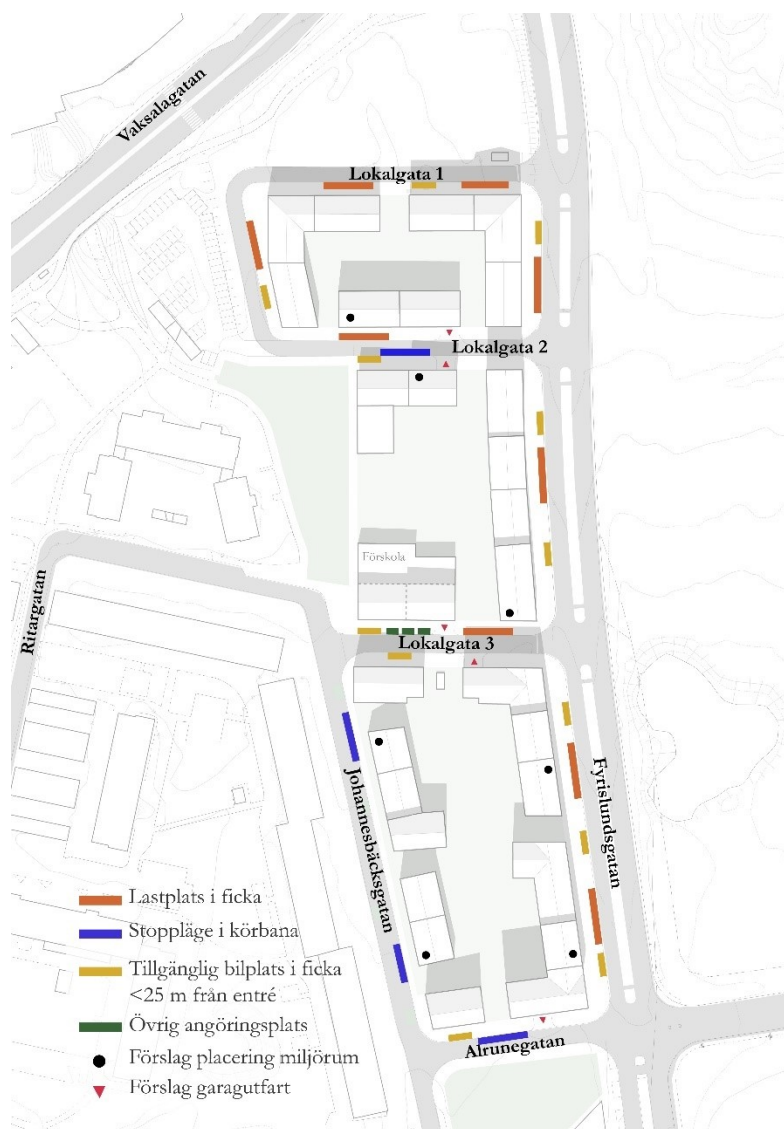 Vaksalagatan
Lokalgata 1
Lokalgata 2
Förskola
Ritargatan
Lokalgata 3
Johannesbäcksgatan
Fyrislundsgatan
Lastplats i ficka
Stoppläge i körbana
Tillgänglig bilplats i ficka
<25 m från entré
Övrig angöringsplats
Förslag placering miljörum
Förslag garagutfart
Alrunegatan